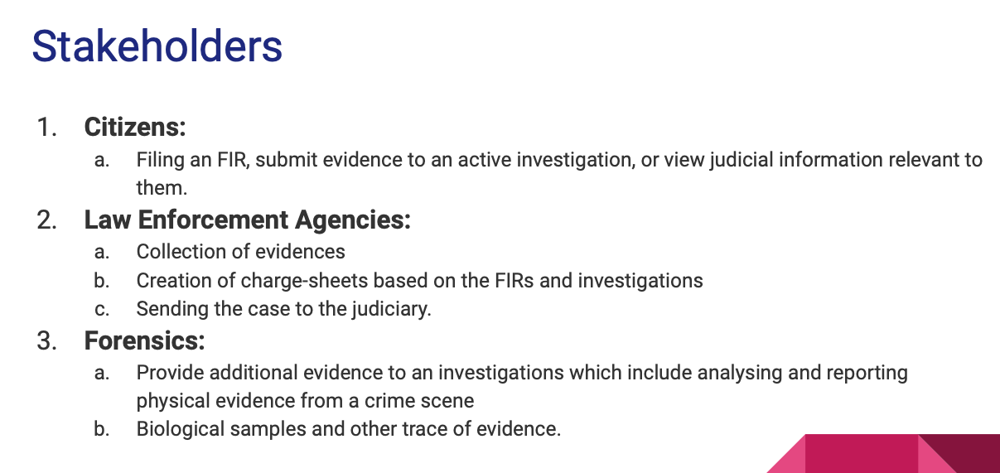 Stakeholders
1. Citizens:
a. Filing an FIR, submit evidence to an active investigation, or view judicial information relevant to
them.
2. Law Enforcement Agencies:
a. Collection of evidences
b. Creation of charge-sheets based on the FIRs and investigations
c. Sending the case to the judiciary.
3. Forensics:
a. Provide additional evidence to an investigations which include analysing and reporting
physical evidence from a crime scene
b. Biological samples and other trace of evidence.